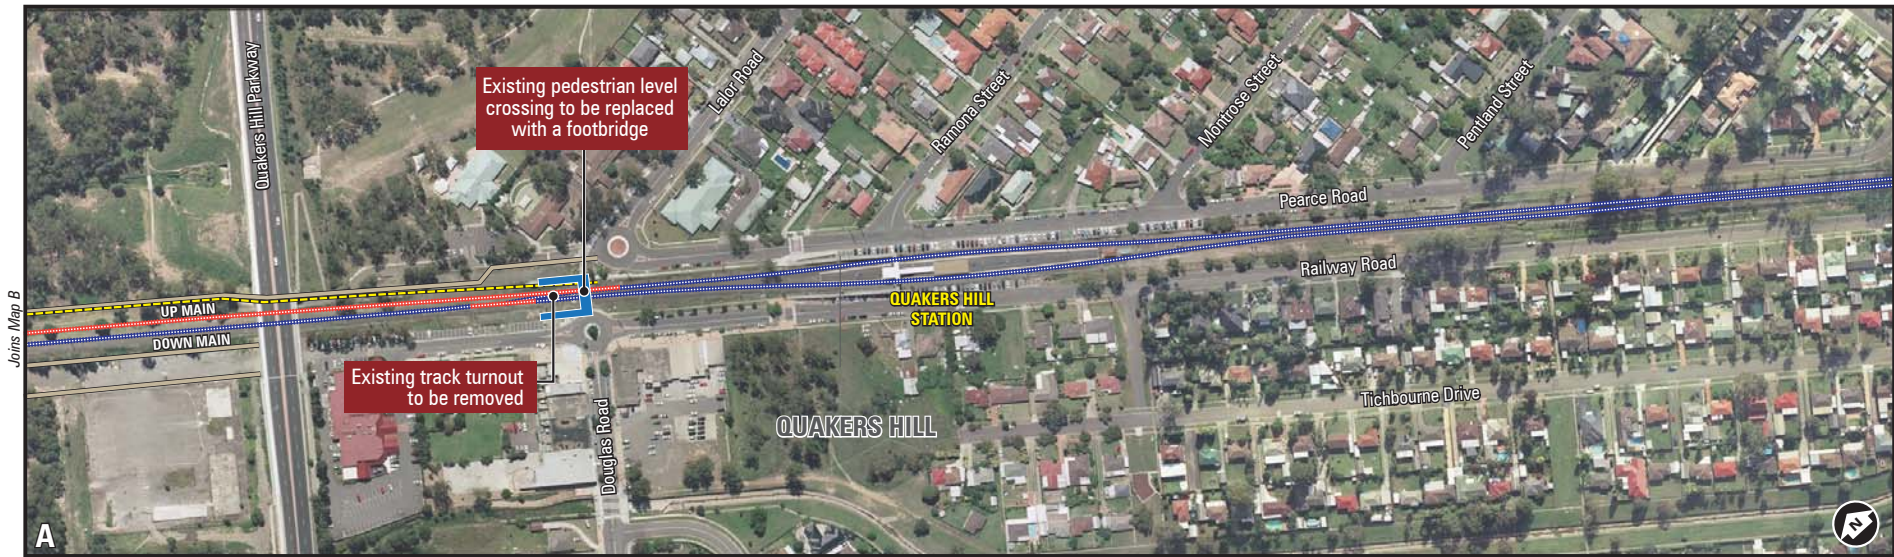 Joins Map B
Quakers Hill Parkway
Existing pedestrian level
crossing to be replaced
with a footbridge
Lalor Road
Ramona Street
Montrose Street
Pentland Street
Pearce Road
Railway Road
UP MAIN
DOWN MAIN
QUAKERS HILL
STATION
Existing track turnout
to be removed
Douglas Road
QUAKERS HILL
Tichbourne Drive
A
N